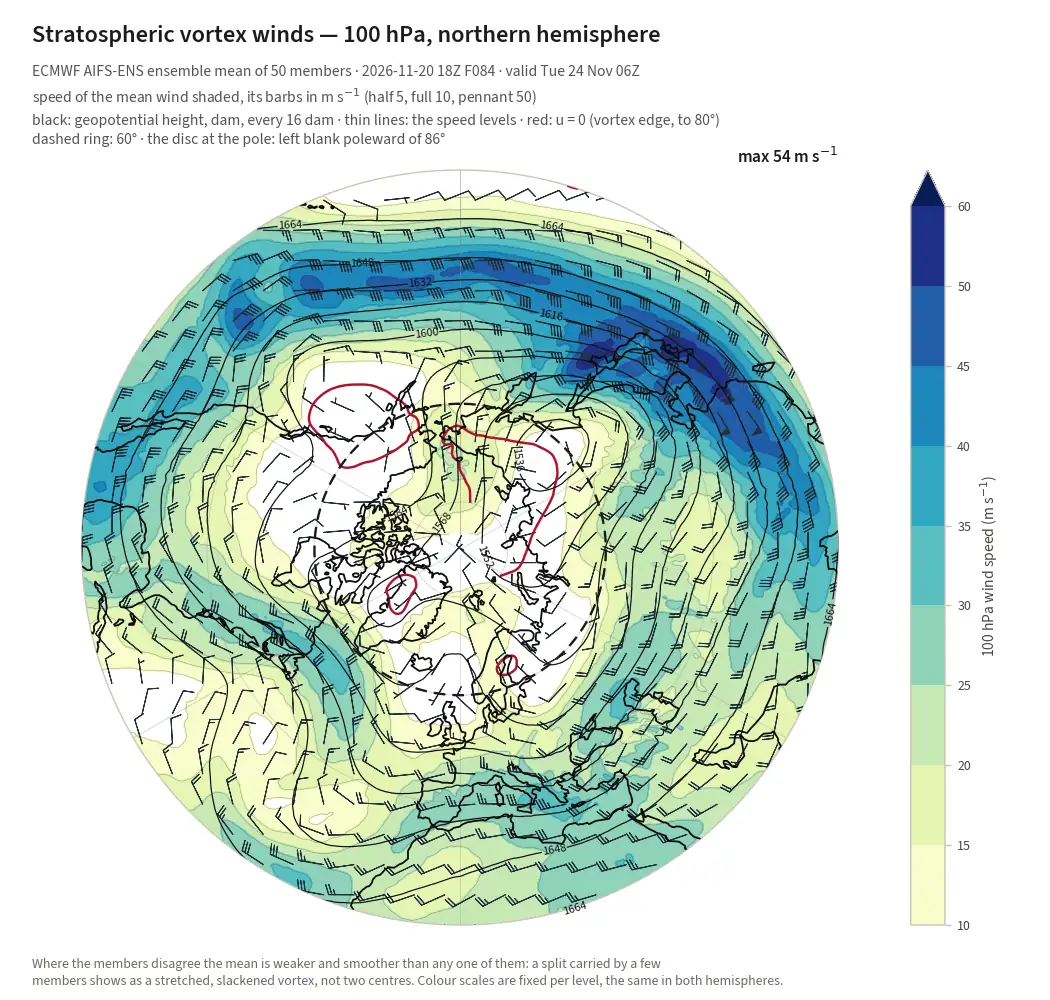 Stratospheric vortex winds — 100 hPa, northern hemisphere
ECMWF AIFS-ENS ensemble mean of 50 members · 2026-11-20 18Z F084 · valid Tue 24 Nov 06Z
speed of the mean wind shaded, its barbs in m s⁻¹ (half 5, full 10, pennant 50)
black: geopotential height, dam, every 16 dam · thin lines: the speed levels · red: u = 0 (vortex edge, to 80°)
dashed ring: 60° · the disc at the pole: left blank poleward of 86°
max 54 m s⁻¹
1664
1664
1648
1632
1616
1600
1536
1568
1552
1664
1648
1664
60
50
45
40
35
30
25
20
15
10
100 hPa wind speed (m s⁻¹)
Where the members disagree the mean is weaker and smoother than any one of them: a split carried by a few
members shows as a stretched, slackened vortex, not two centres. Colour scales are fixed per level, the same in both hemispheres.